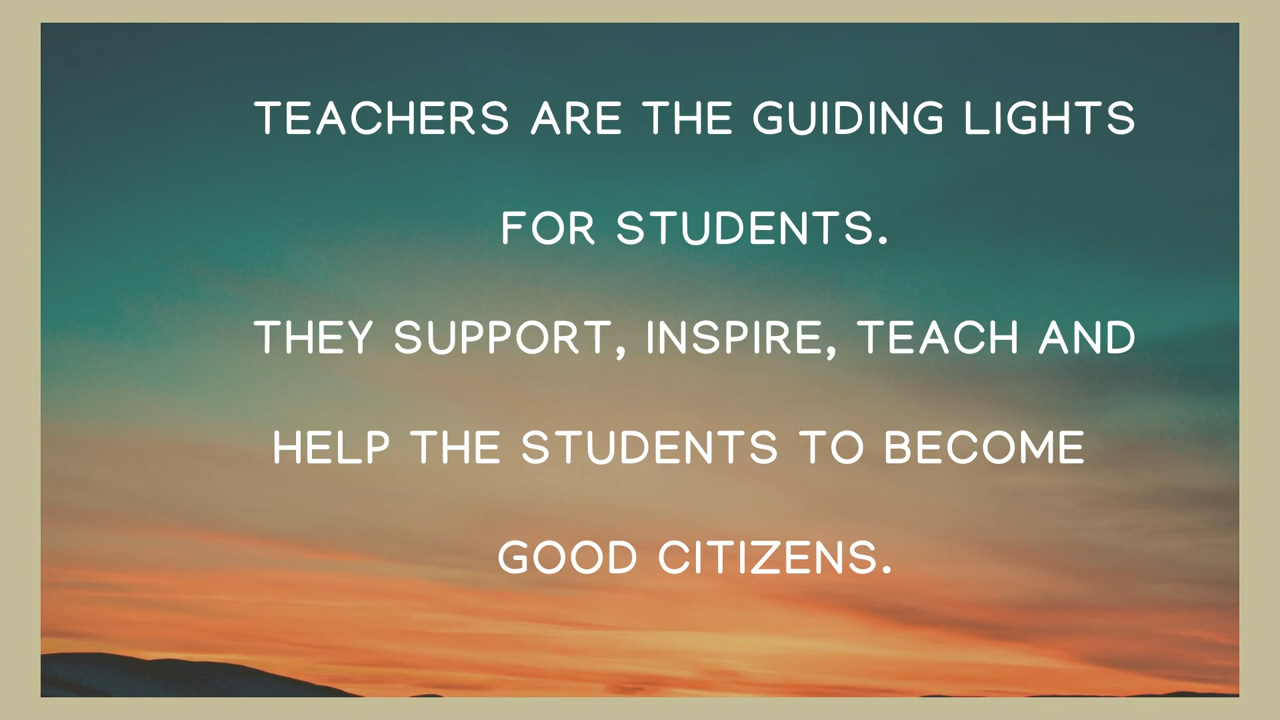 TEACHERS ARE THE GUIDING LIGHTS
FOR STUDENTS.
THEY SUPPORT, INSPIRE, TEACH AND
HELP THE STUDENTS TO BECOME
GOOD CITIZENS.